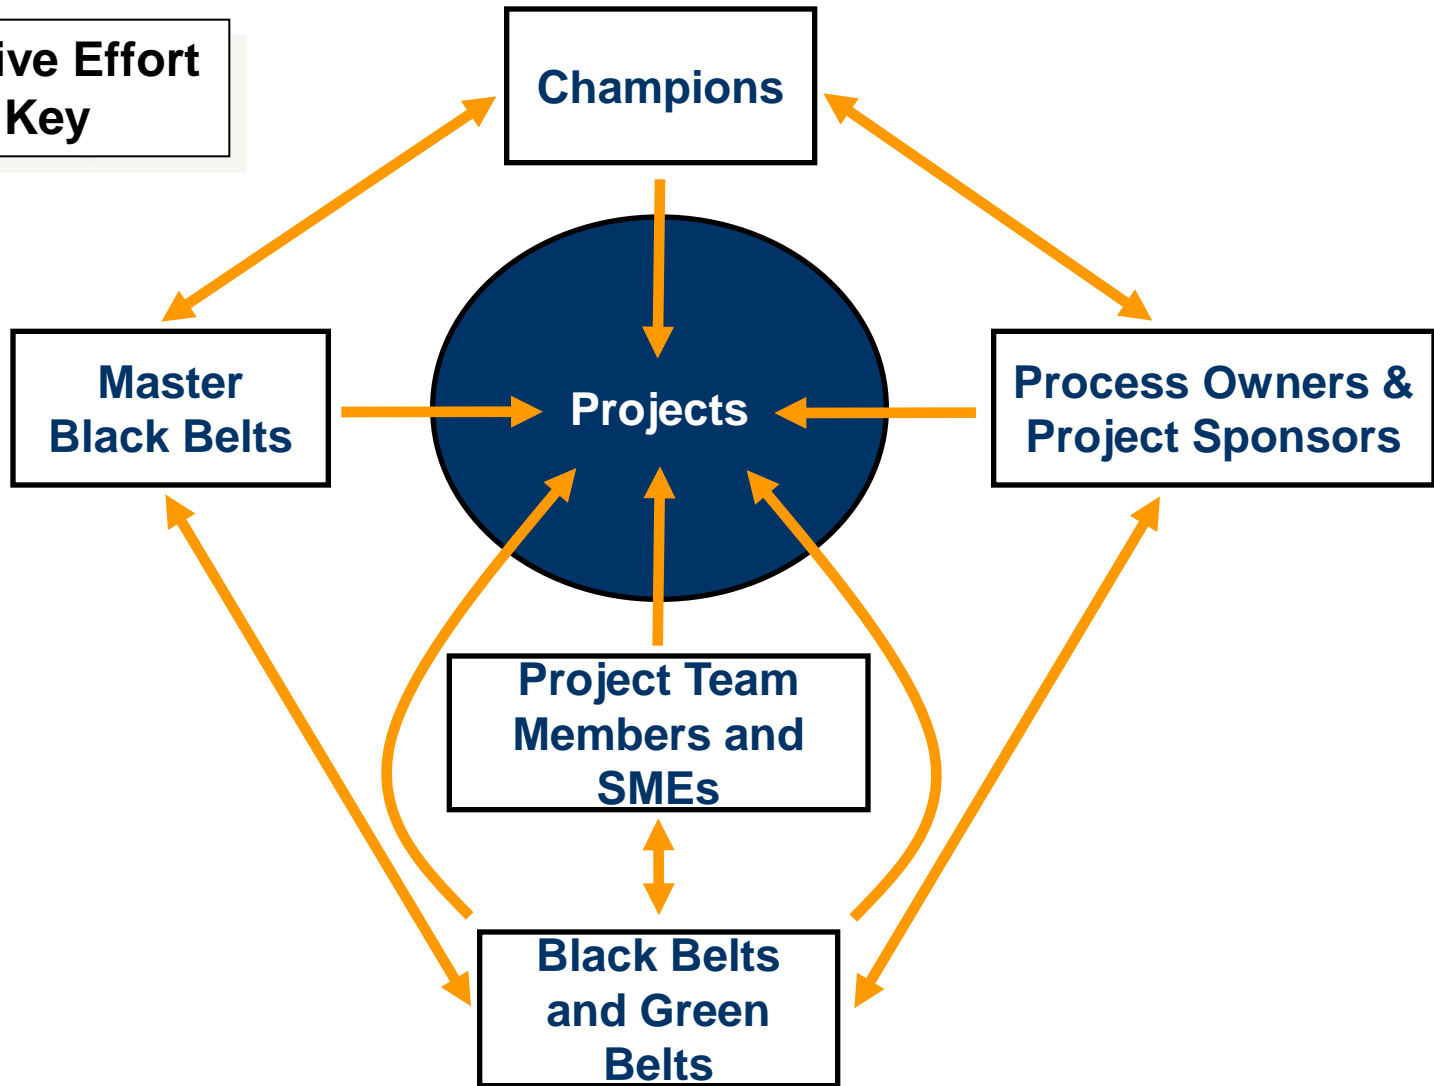 ive Effort
Key
Champions
Master
Black Belts
Projects
Process Owners &
Project Sponsors
Project Team
Members and
SMEs
Black Belts
and Green
Belts